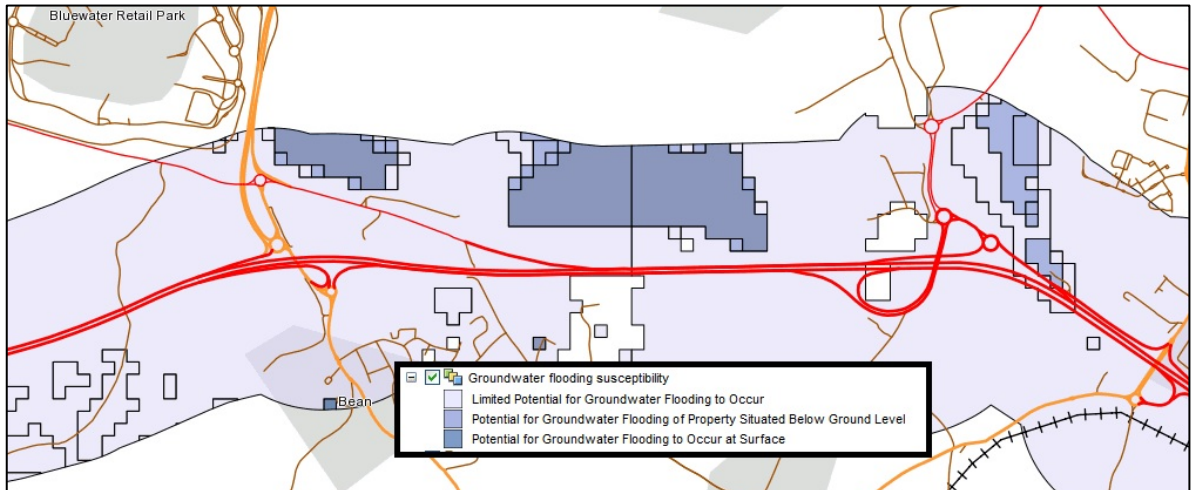 Bluewater Retail Park
Bean
Groundwater flooding susceptibility
Limited Potential for Groundwater Flooding to Occur
Potential for Groundwater Flooding of Property Situated Below Ground Level
Potential for Groundwater Flooding to Occur at Surface